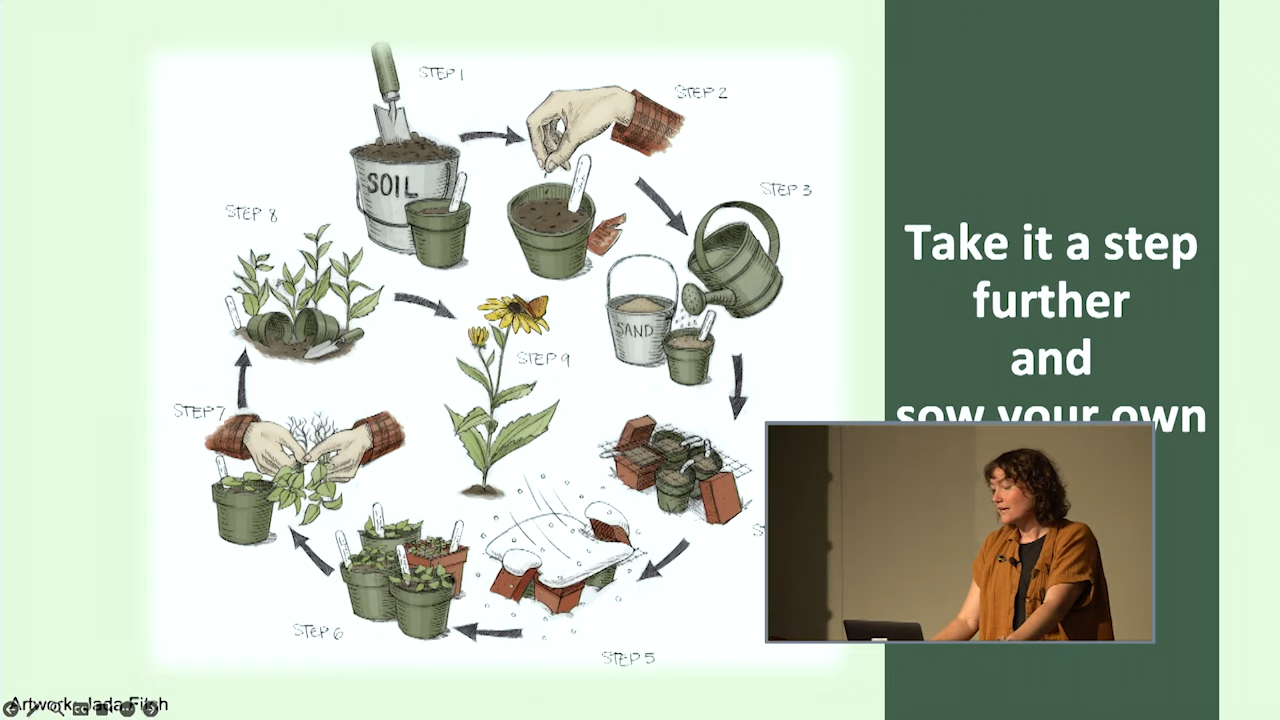 STEP 1
STEP 2
SOIL
STEP 3
STEP 8
SAND
STEP 9
STEP 7
STEP 6
STEP 5
Take it a step
further
and
sow your own
Artwork: Jada Fitch